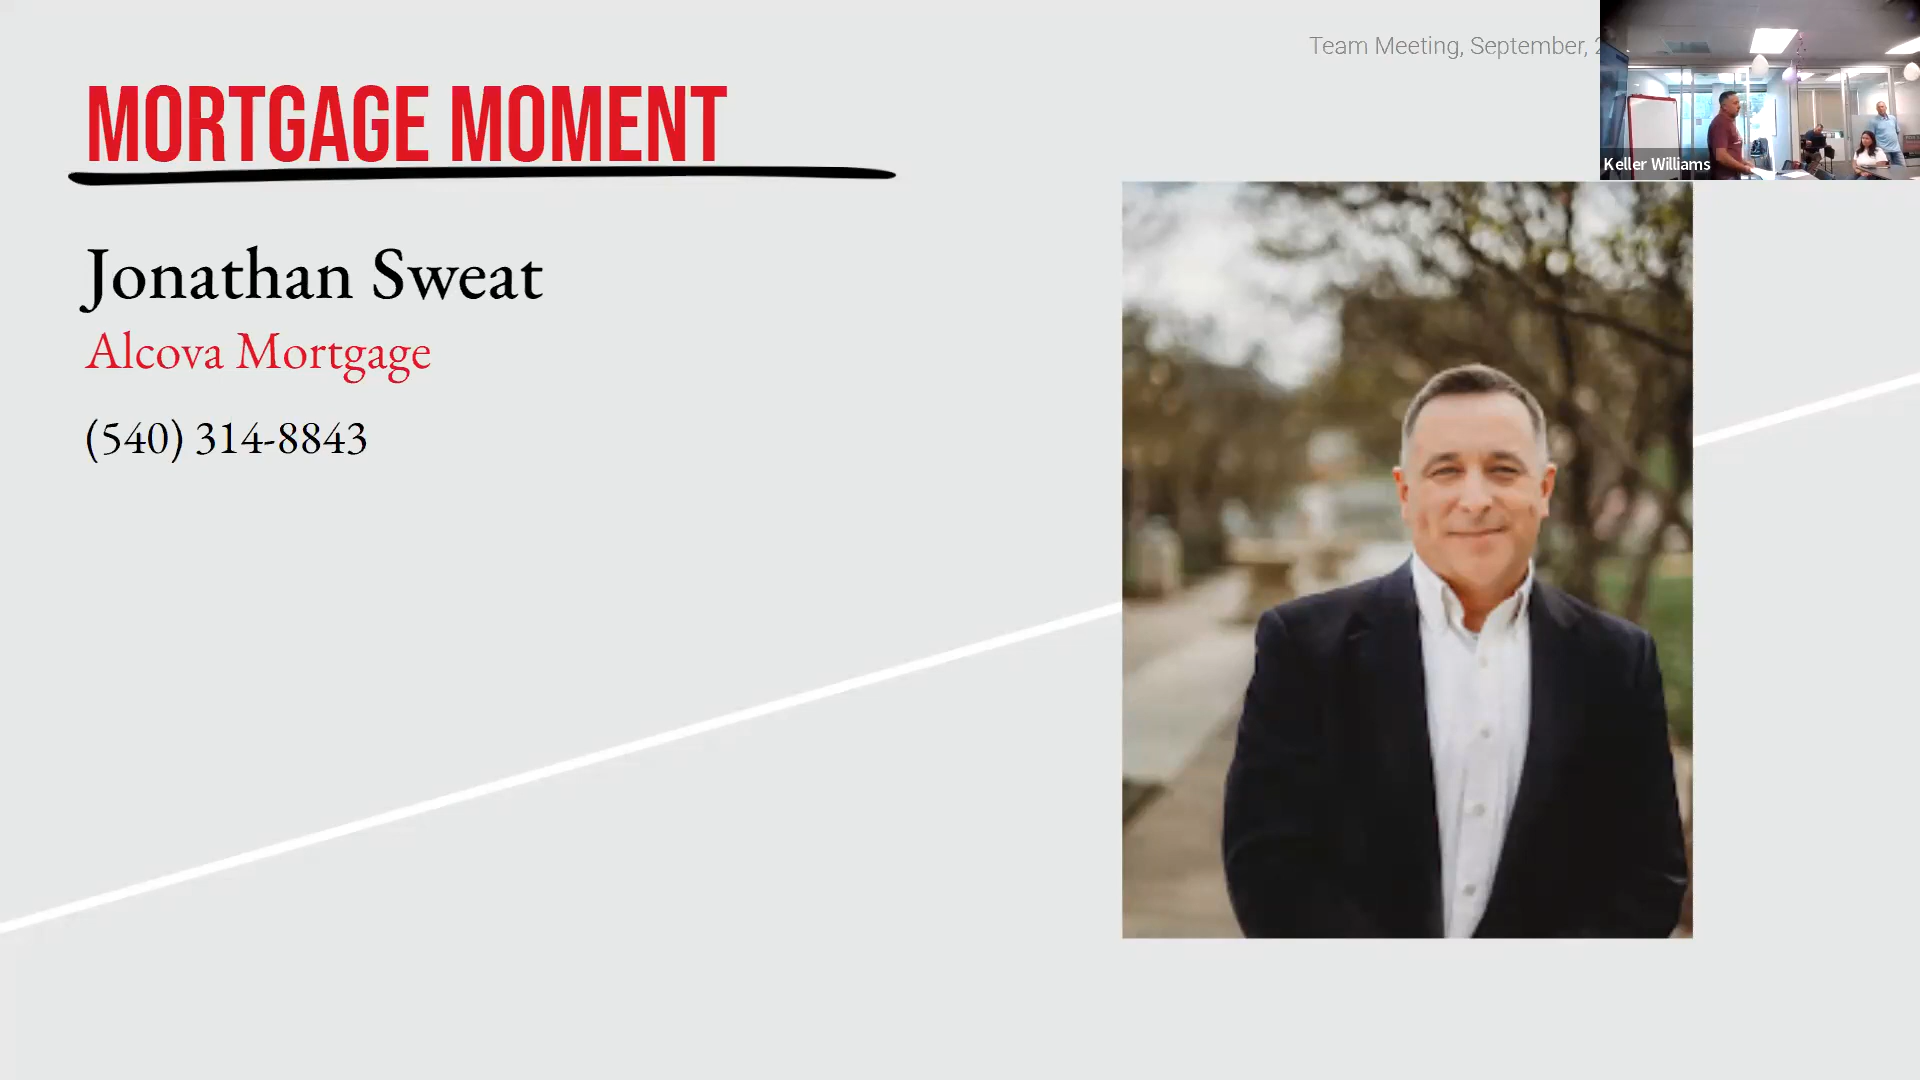 Team Meeting, September,
MORTGAGE MOMENT
Keller Williams
Jonathan Sweat
Alcova Mortgage
(540) 314-8843